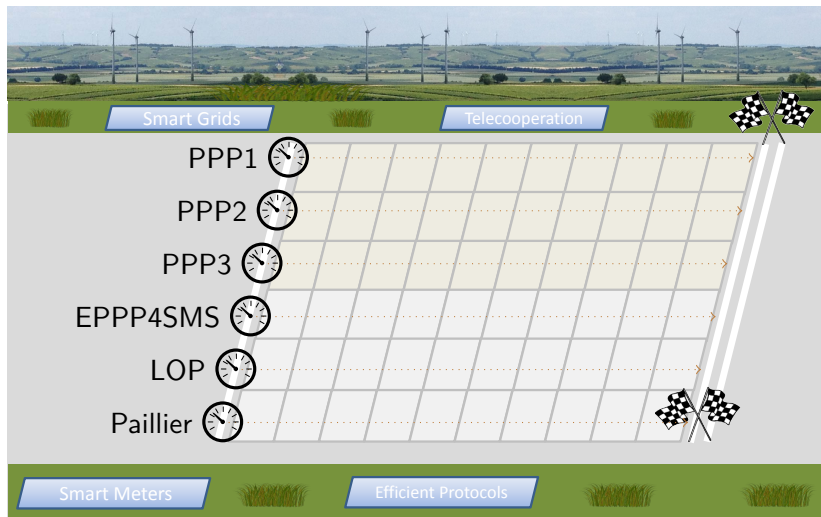 Smart Grids
Telecooperation
PPP1
PPP2
PPP3
EPPP4SMS
LOP
Paillier
Smart Meters
Efficient Protocols